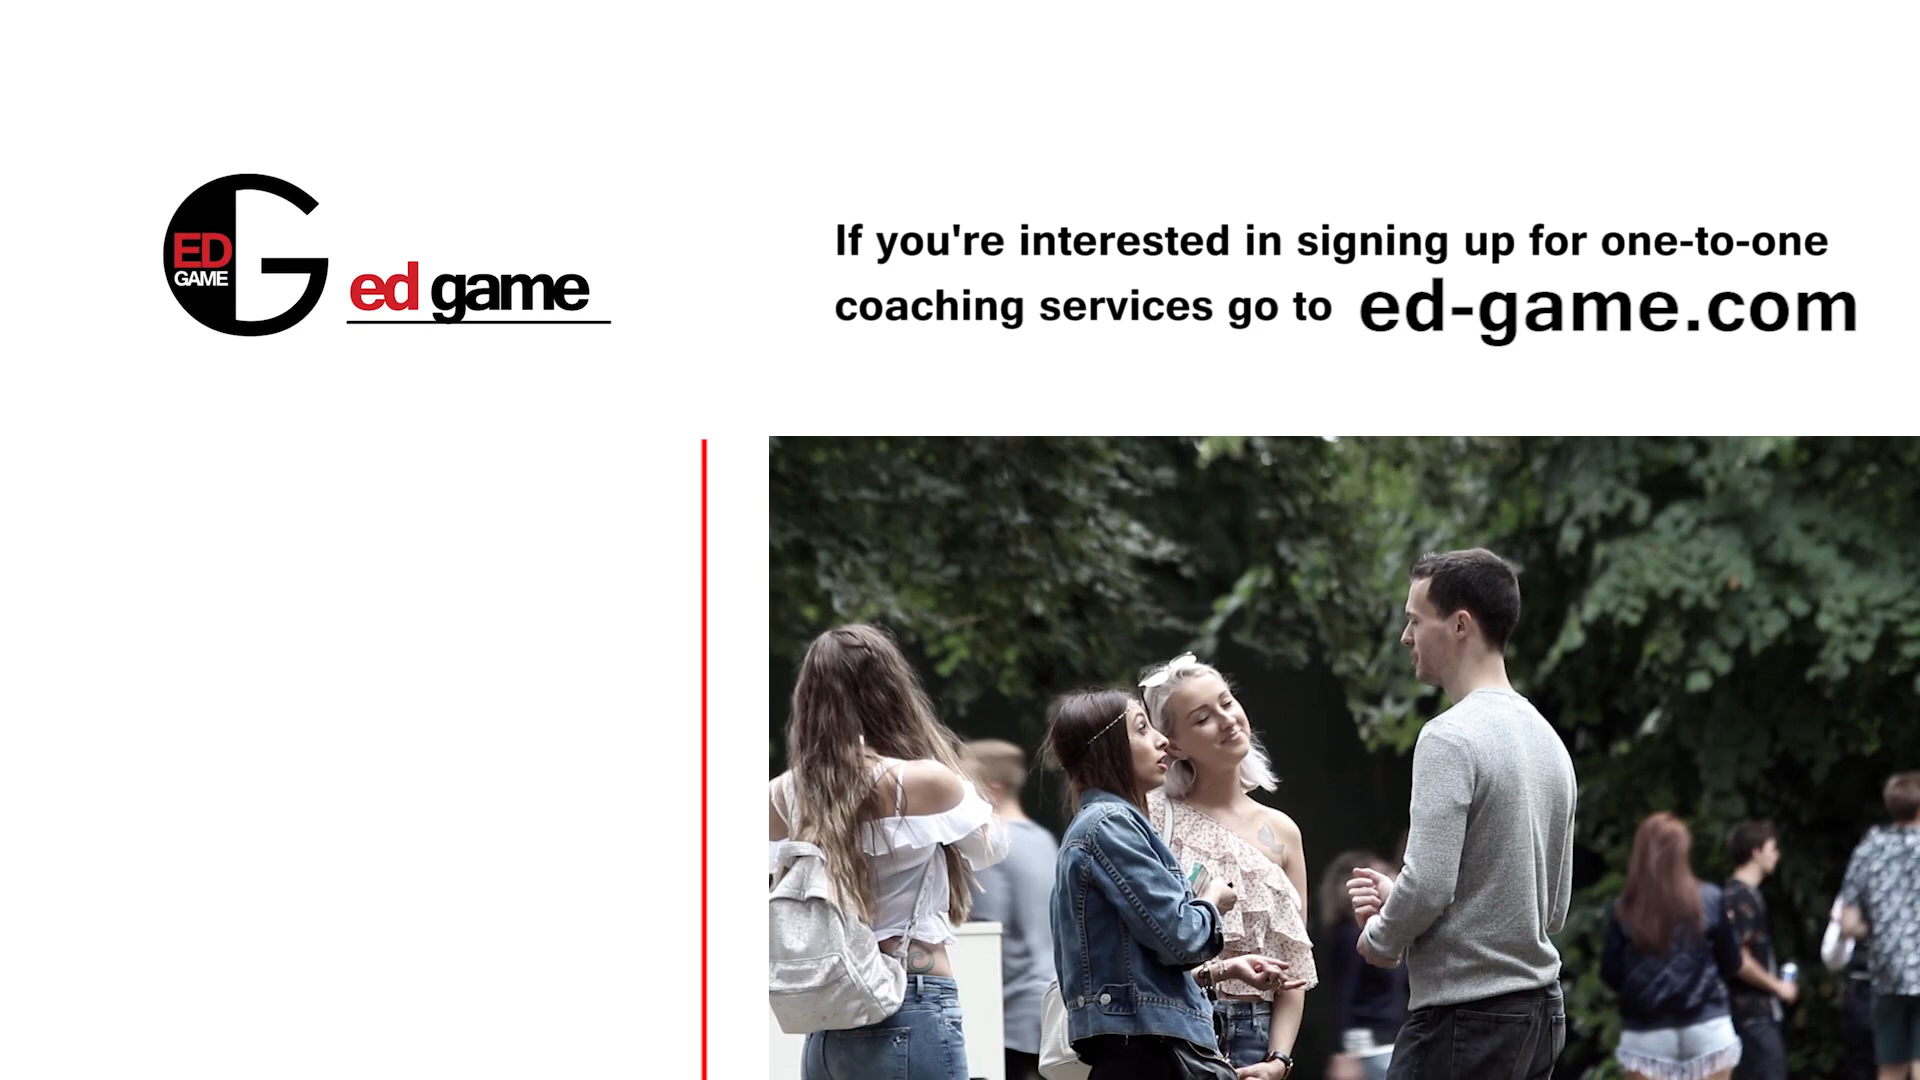 ED
GAME
ed game
If you're interested in signing up for one-to-one
coaching services go to ed-game.com